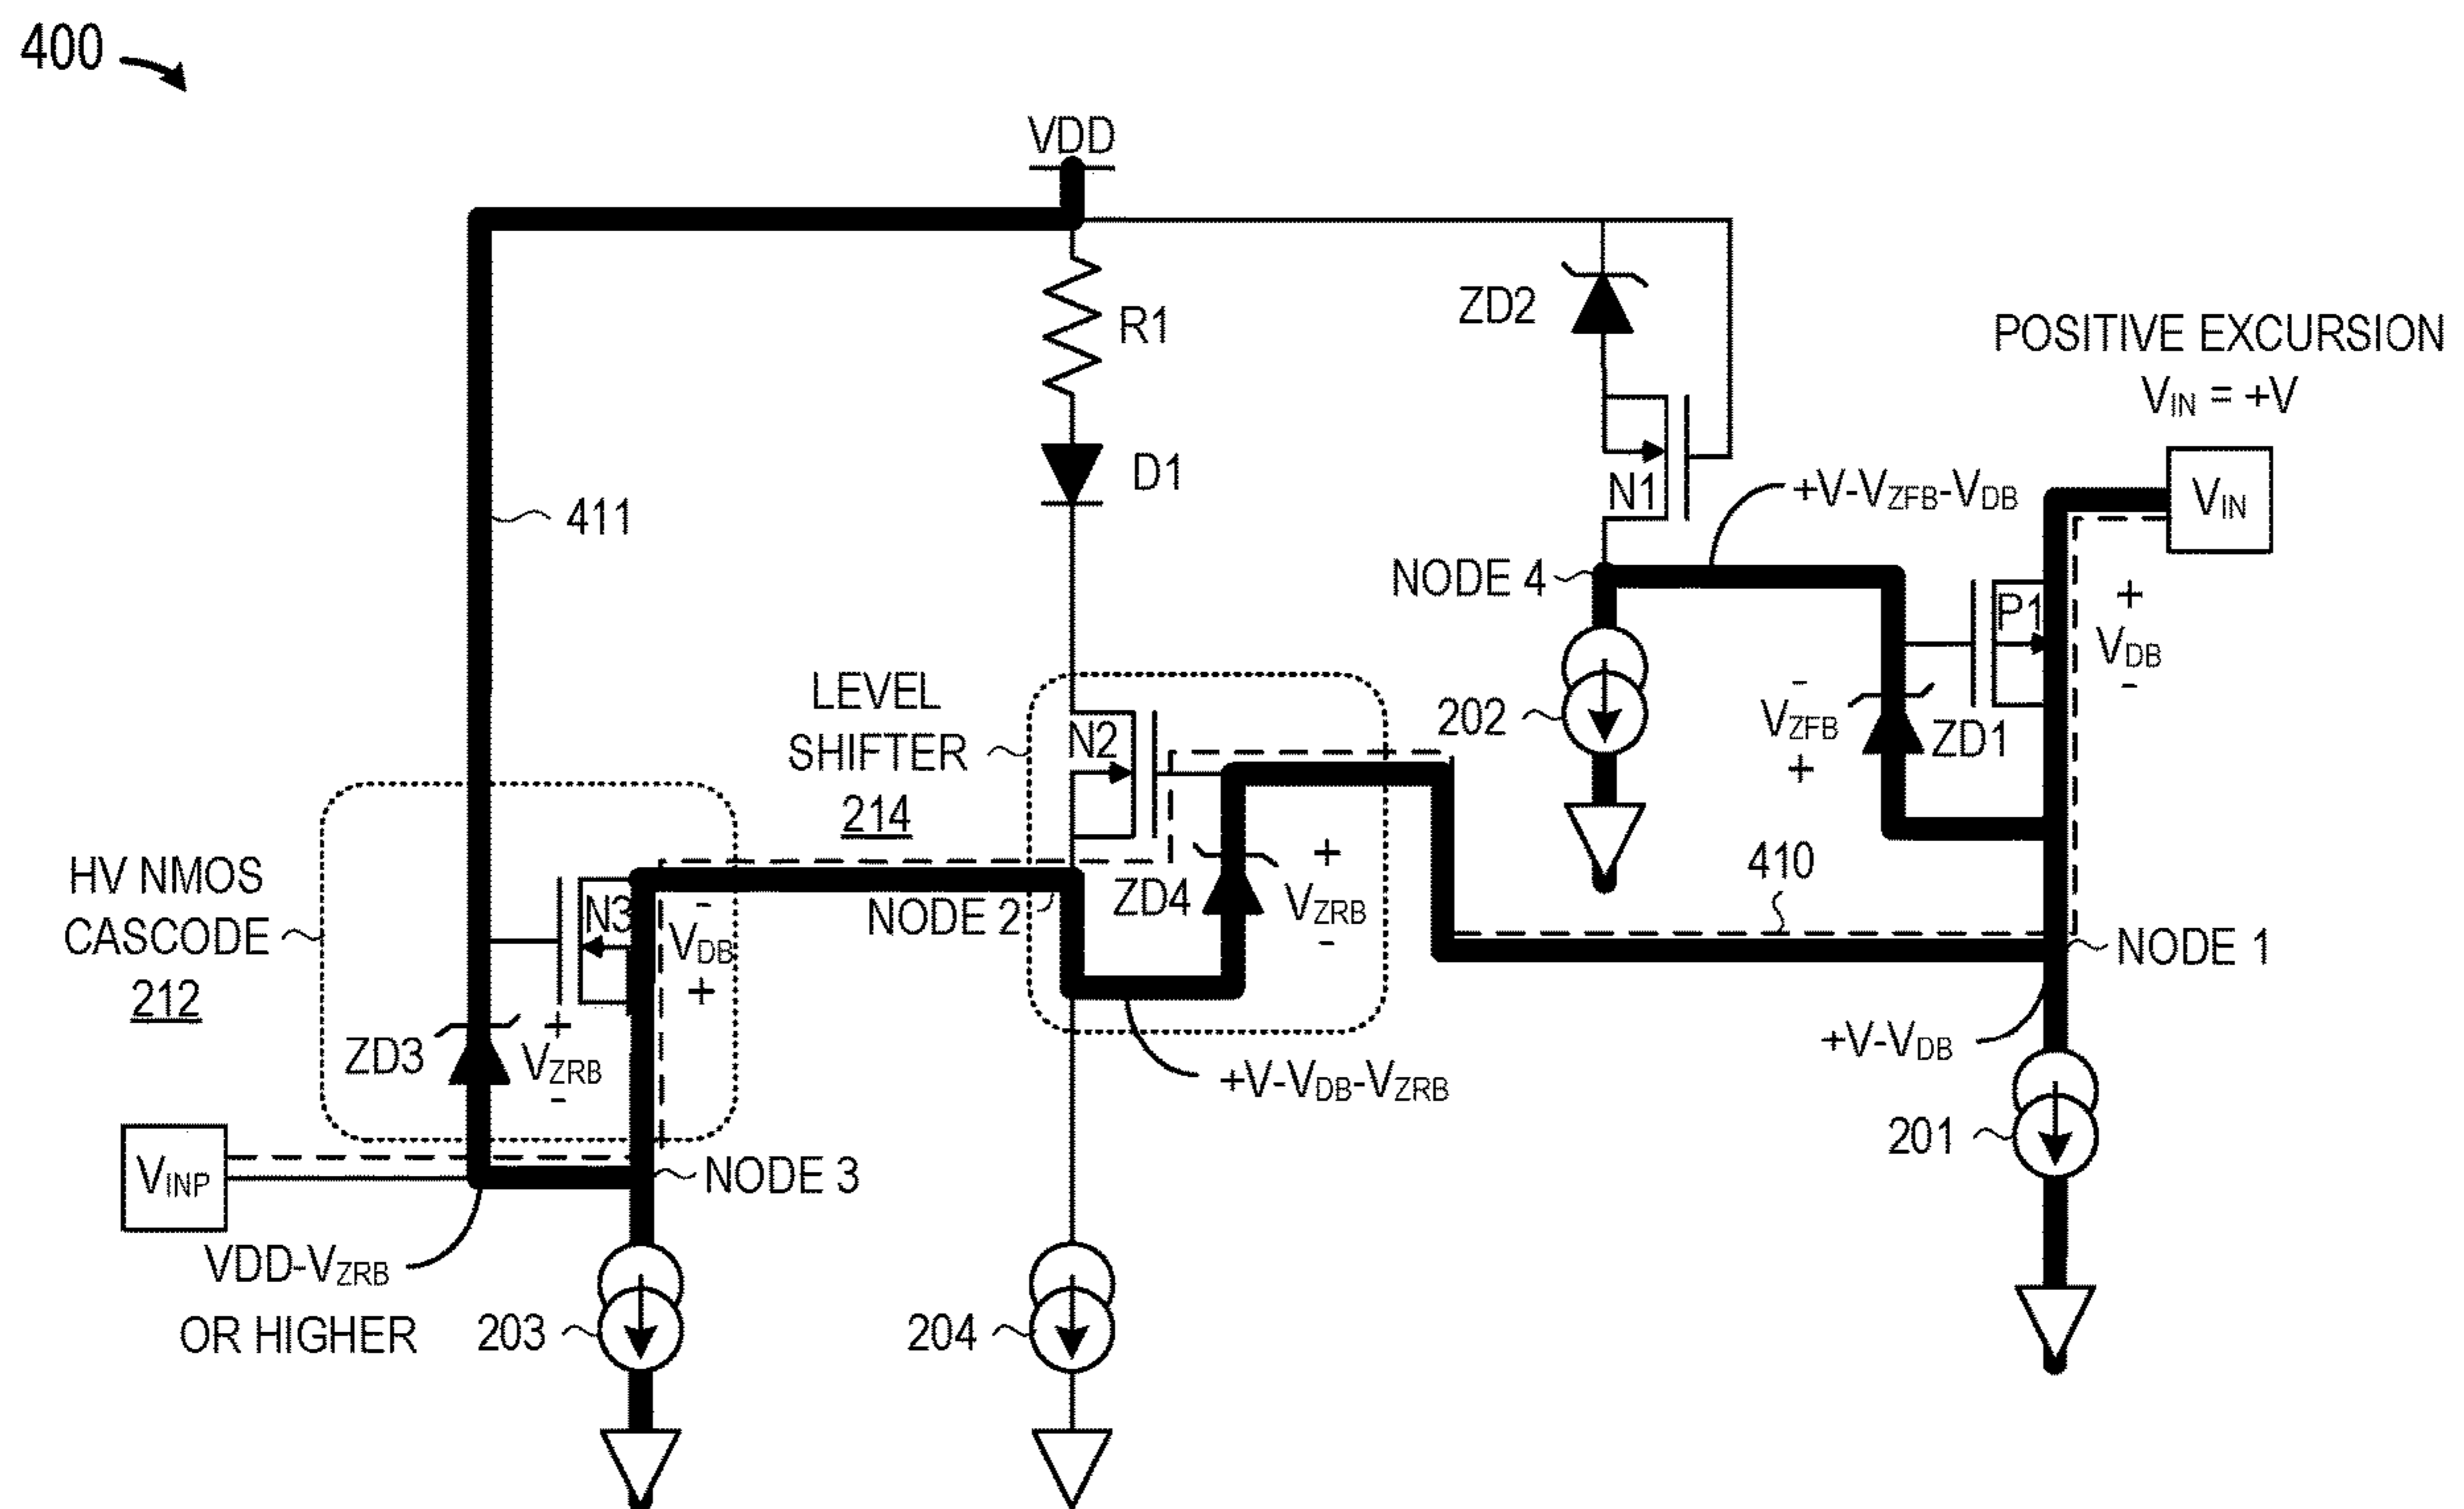 400
VDD
R1
D1
ZD2
N1
POSITIVE EXCURSION
VIN = +V
VIN
+V-VZFB-VDB
411
NODE 4
P1
+
VDB
-
LEVEL
SHIFTER
214
N2
202
-
VZFB
+
ZD1
HV NMOS
CASCODE
212
N3
-
VDB
+
NODE 2
ZD4
+
VZRB
-
410
NODE 1
ZD3
+
VZRB
-
+V-VDB-VZRB
+V-VDB
VINP
NODE 3
201
VDD-VZRB
OR HIGHER
203
204